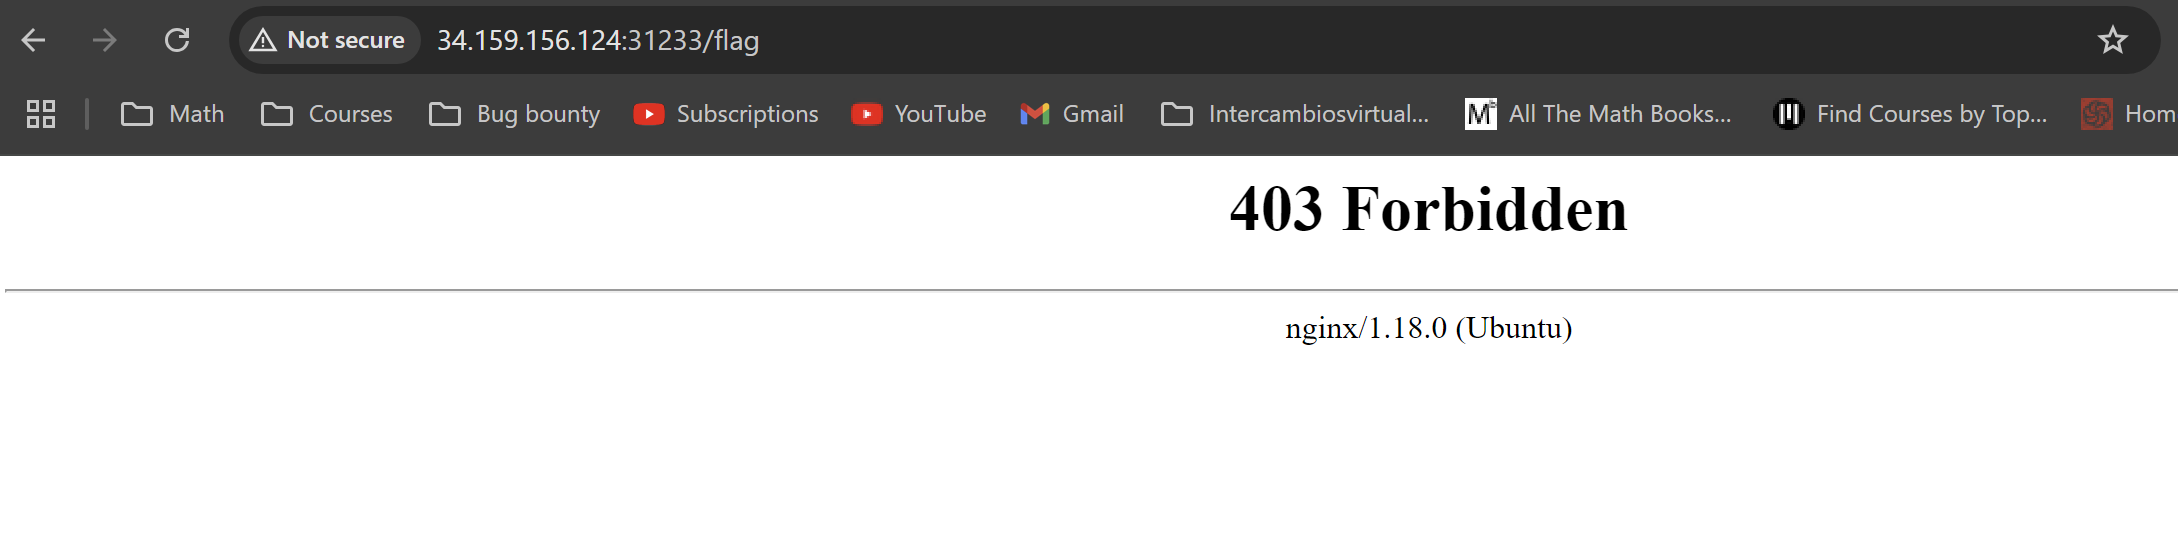 Not secure 34.159.156.124:31233/flag
Math Courses Bug bounty Subscriptions YouTube Gmail Intercambiosvirtual... All The Math Books... Find Courses by Top... Hom
403 Forbidden
nginx/1.18.0 (Ubuntu)